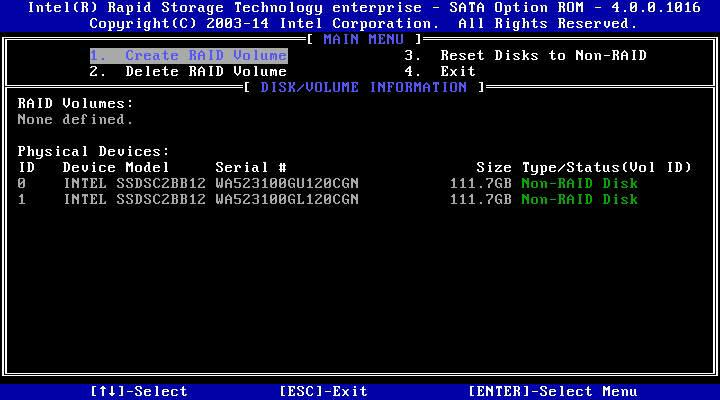 Intel(R) Rapid Storage Technology enterprise - SATA Option ROM - 4.0.0.1016
Copyright(C) 2003-14 Intel Corporation.  All Rights Reserved.
[ MAIN MENU ]
1.  Create RAID Volume    3.  Reset Disks to Non-RAID
2.  Delete RAID Volume    4.  Exit
[ DISK/VOLUME INFORMATION ]
RAID Volumes:
None defined.
Physical Devices:
ID  Device Model  Serial #  Size Type/Status(Vol ID)
0  INTEL SSDSC2BB12 WA523100GU120CGN  111.7GB Non-RAID Disk
1  INTEL SSDSC2BB12 WA523100GL120CGN  111.7GB Non-RAID Disk
[↑↓]-Select  [ESC]-Exit  [ENTER]-Select Menu